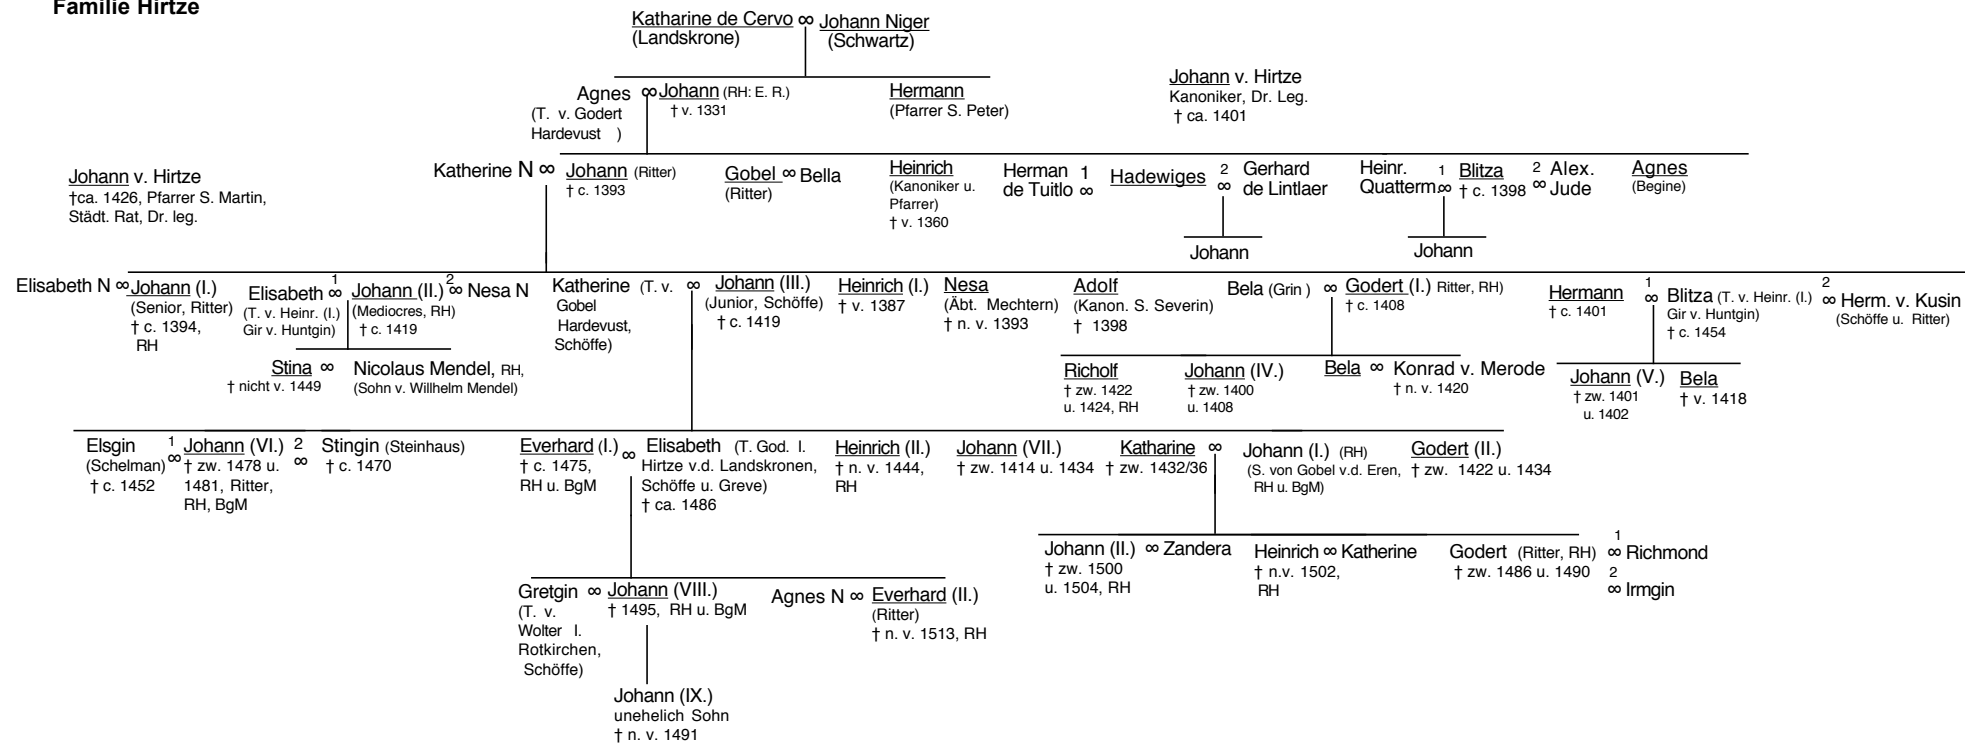 Familie Hirtze
Katharine de Cervo ∞ Johann Niger
(Landskrone) (Schwartz)
Johann v. Hirtze
Kanoniker, Dr. Leg.
† ca. 1401
Agnes ∞ Johann (RH: E. R.)
(T. v. Godert
Hardevust )
† v. 1331
Hermann
(Pfarrer S. Peter)
Johann v. Hirtze
†ca. 1426, Pfarrer S. Martin,
Städt. Rat, Dr. leg.
Katherine N ∞ Johann (Ritter)
† c. 1393
Gobel ∞ Bella
(Ritter)
Heinrich
(Kanoniker u.
Pfarrer)
† v. 1360
Herman 1
de Tuitlo ∞
Hadewiges
2
∞
Gerhard
de Lintlaer
Johann
Heinr.
Quatterm.
1
∞
Blitza
† c. 1398
2
∞
Alex.
Jude
Johann
Agnes
(Begine)
Elisabeth N ∞ Johann (I.)
(Senior, Ritter)
† c. 1394,
RH
Elisabeth
(T. v. Heinr. (I.)
Gir v. Huntgin)
1
∞
Johann (II.)
(Mediocres, RH)
† c. 1419
2
∞ Nesa N
Stina ∞
† nicht v. 1449
Nicolaus Mendel, RH,
(Sohn v. Willhelm Mendel)
Katherine (T. v.
Gobel
Hardevust,
Schöffe)
∞
Johann (III.)
(Junior, Schöffe)
† c. 1419
Heinrich (I.)
† v. 1387
Nesa
(Äbt. Mechtern)
† n. v. 1393
Adolf
(Kanon. S. Severin)
† 1398
Bela (Grin ) ∞ Godert (I.) Ritter, RH)
† c. 1408
Hermann
† c. 1401
1
∞
Blitza (T. v. Heinr. (I.)
Gir v. Huntgin)
† c. 1454
2
∞ Herm. v. Kusin
(Schöffe u. Ritter)
Richolf
† zw. 1422
u. 1424, RH
Johann (IV.)
† zw. 1400
u. 1408
Bela ∞ Konrad v. Merode
† n. v. 1420
Johann (V.)
† zw. 1401
u. 1402
Bela
† v. 1418
Elsgin
(Schelman)
† c. 1452
1
∞
Johann (VI.)
† zw. 1478 u.
1481, Ritter,
RH, BgM
2
∞
Stingin (Steinhaus)
† c. 1470
Everhard (I.)
† c. 1475,
RH u. BgM
∞
Elisabeth (T. God. I.
Hirtze v.d. Landskronen,
Schöffe u. Greve)
† ca. 1486
Heinrich (II.)
† n. v. 1444,
RH
Johann (VII.)
† zw. 1414 u. 1434
Katharine ∞
† zw. 1432/36
Johann (I.) (RH)
(S. von Gobel v.d. Eren,
RH u. BgM)
Godert (II.)
† zw. 1422 u. 1434
Johann (II.) ∞ Zandera
† zw. 1500
u. 1504, RH
Heinrich ∞ Katherine
† n.v. 1502,
RH
Godert (Ritter, RH)
† zw. 1486 u. 1490
1
∞ Richmond
2
∞ Irmgin
Gretgin ∞ Johann (VIII.)
(T. v.
Wolter I.
Rotkirchen,
Schöffe)
† 1495, RH u. BgM
Agnes N ∞ Everhard (II.)
(Ritter)
† n. v. 1513, RH
Johann (IX.)
unehelich Sohn
† n. v. 1491